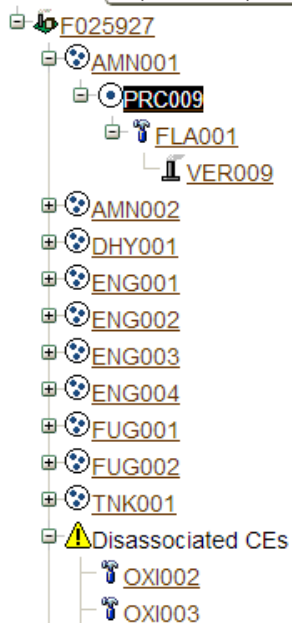 F025927
AMN001
PRC009
FLA001
VER009
AMN002
DHY001
ENG001
ENG002
ENG003
ENG004
FUG001
FUG002
TNK001
Disassociated CEs
OXI002
OXI003